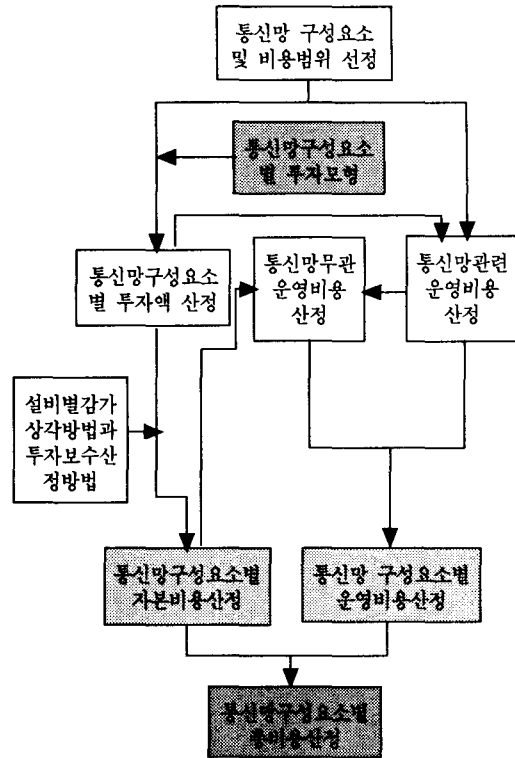 통신망 구성요소
및 비용범위 선정
통신망구성요소
별 투자모형
통신망구성요소
별 투자액 산정
통신망무관
운영비용
산정
통신망관련
운영비용
산정
설비별감가
상각방법과
투자보수산
정방법
통신망구성요소별
자본비용산정
통신망 구성요소별
운영비용산정
통신망구성요소별
총비용산정